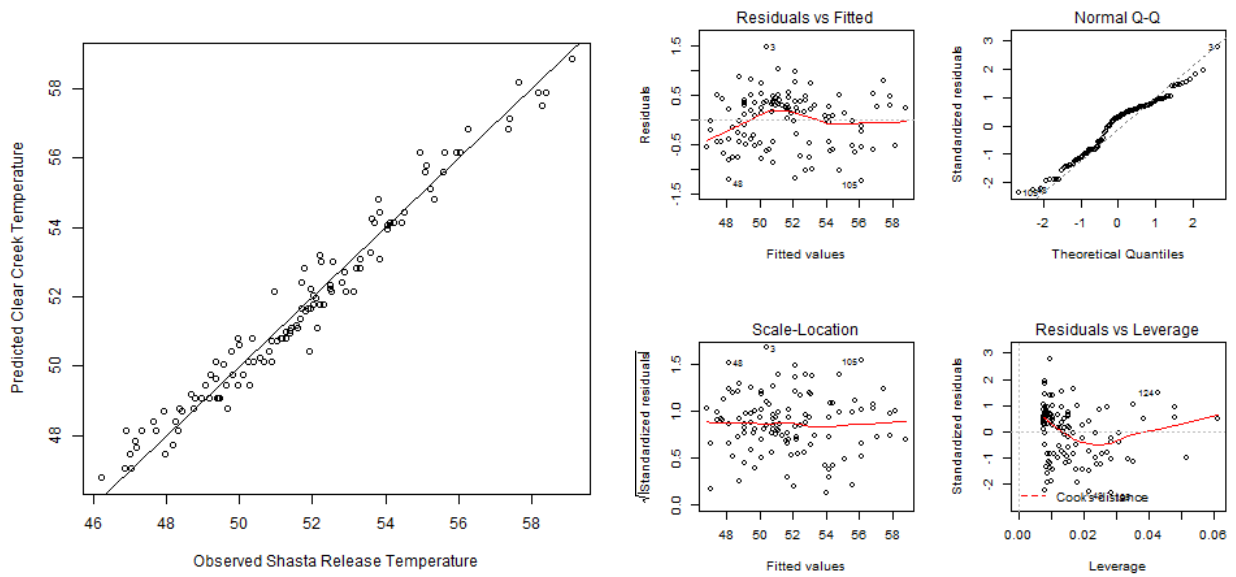 Predicted Clear Creek Temperature
58
56
54
52
50
48
46 48 50 52 54 56 58
Observed Shasta Release Temperature
Residuals vs Fitted
Residuals
1.5
0.5
-0.5
-1.5
3
48
105
48 50 52 54 56 58
Fitted values
Normal Q-Q
Standardized residuals
3
2
1
0
-1
-2
3
105
-2 -1 0 1 2
Theoretical Quantiles
Scale-Location
√|Standardized residuals|
1.5
1.0
0.5
0.0
3
48
105
48 50 52 54 56 58
Fitted values
Residuals vs Leverage
Standardized residuals
3
2
1
0
-1
-2
124
Cook's distance
0.00 0.02 0.04 0.06
Leverage